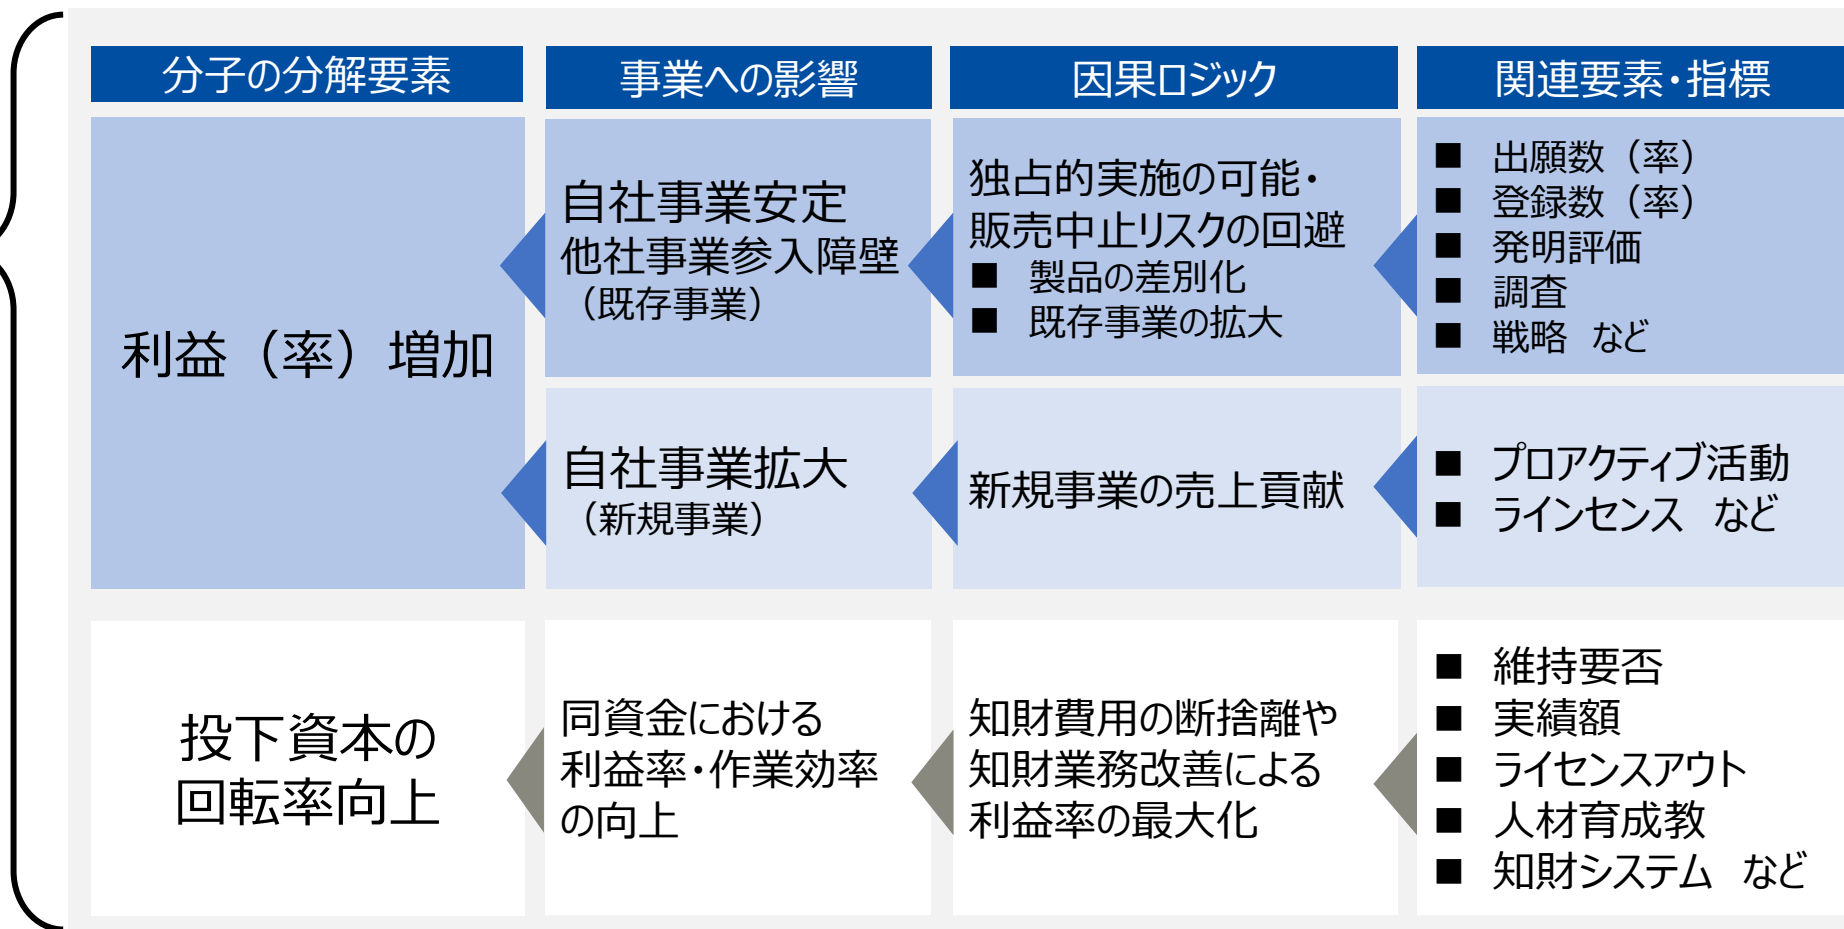 分子の分解要素
事業への影響
因果ロジック
関連要素・指標
利益（率）増加
自社事業安定
他社事業参入障壁
（既存事業）
独占的実施の可能・
販売中止リスクの回避
■ 製品の差別化
■ 既存事業の拡大
■ 出願数（率）
■ 登録数（率）
■ 発明評価
■ 調査
■ 戦略 など
自社事業拡大
（新規事業）
新規事業の売上貢献
■ プロアクティブ活動
■ ラインセンス など
投下資本の
回転率向上
同資金における
利益率・作業効率
の向上
知財費用の断捨離や
知財業務改善による
利益率の最大化
■ 維持要否
■ 実績額
■ ライセンスアウト
■ 人材育成教
■ 知財システム など